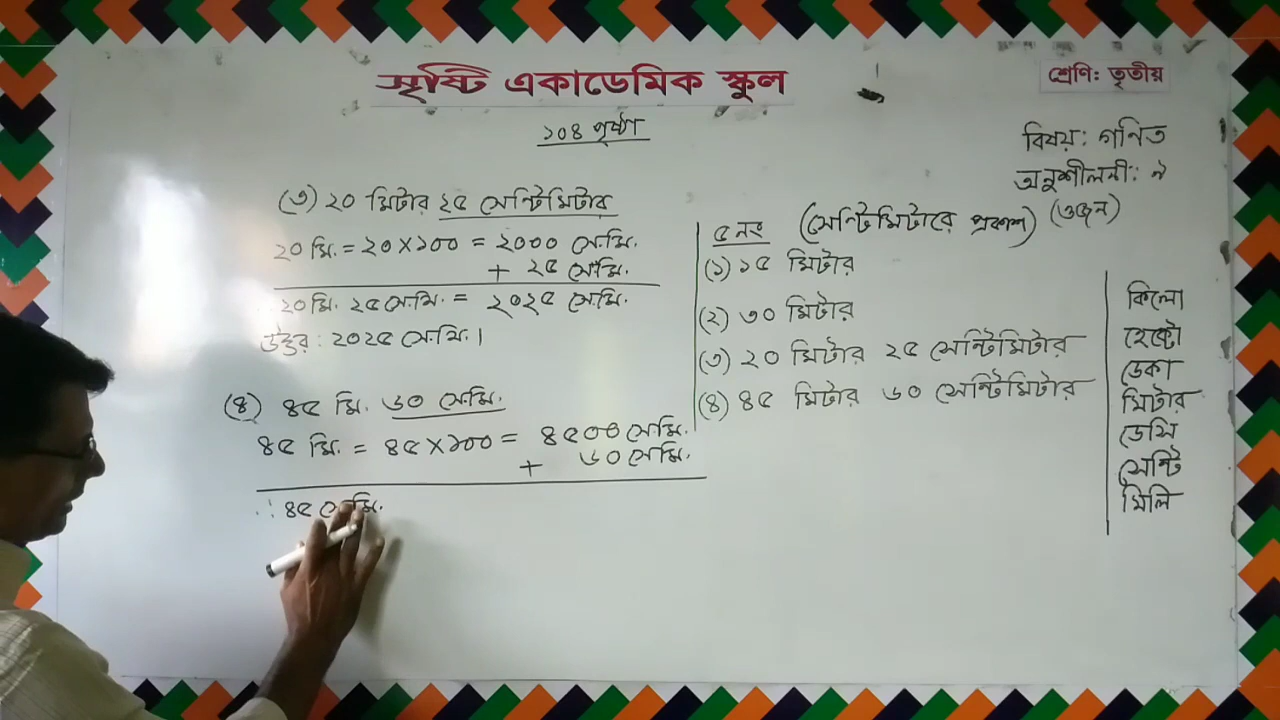 সৃষ্টি একাডেমিক স্কুল
শ্রেণি: তৃতীয়
১০৪ পৃষ্ঠা
বিষয়: গণিত
অনুশীলনী: ৯
(ওজন)
(৩) ২০ মিটার ২৫ সেন্টিমিটার
২০ মি. = ২০ × ১০০ = ২০০০ সে.মি.
+ ২৫ সে.মি.
২০ মি. ২৫ সে.মি. = ২০২৫ সে.মি.
উত্তর: ২০২৫ সে.মি.।
(৪) ৪৫ মি. ৬০ সে.মি.
৪৫ মি. = ৪৫ × ১০০ = ৪৫০০ সেমি.
+ ৬০ সেমি.
∴ ৪৫ সে.মি.
৫ নং (সেন্টিমিটারে প্রকাশ)
(১) ১৫ মিটার
(২) ৩০ মিটার
(৩) ২০ মিটার ২৫ সেন্টিমিটার
(৪) ৪৫ মিটার ৬০ সেন্টিমিটার
কিলো
হেক্টো
ডেকা
মিটার
ডেসি
সেন্টি
মিলি